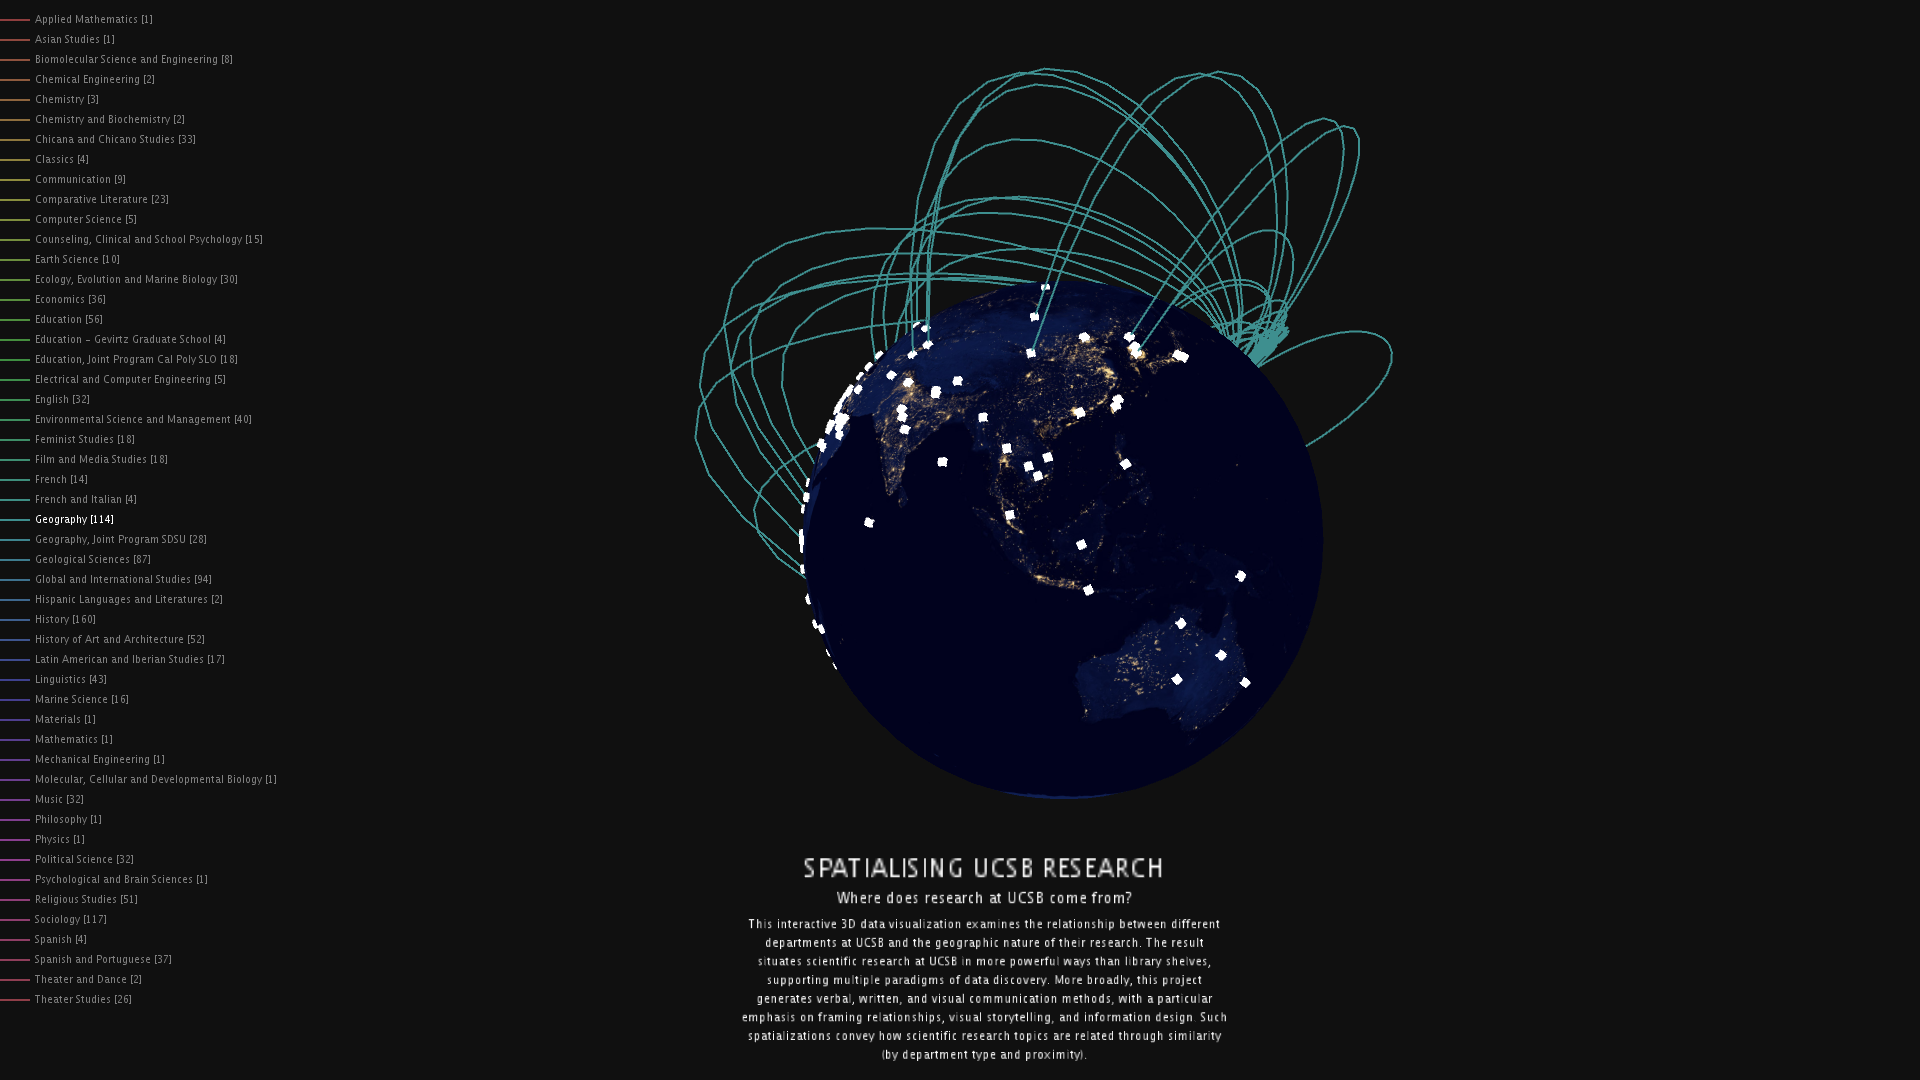 Applied Mathematics [1]
Asian Studies [1]
Biomolecular Science and Engineering [8]
Chemical Engineering [2]
Chemistry [3]
Chemistry and Biochemistry [2]
Chicana and Chicano Studies [33]
Classics [4]
Communication [9]
Comparative Literature [23]
Computer Science [5]
Counseling, Clinical and School Psychology [15]
Earth Science [10]
Ecology, Evolution and Marine Biology [30]
Economics [36]
Education [56]
Education - Gevirtz Graduate School [4]
Education, Joint Program Cal Poly SLO [18]
Electrical and Computer Engineering [5]
English [32]
Environmental Science and Management [40]
Feminist Studies [18]
Film and Media Studies [18]
French [14]
French and Italian [4]
Geography [114]
Geography, Joint Program SDSU [28]
Geological Sciences [87]
Global and International Studies [94]
Hispanic Languages and Literatures [2]
History [160]
History of Art and Architecture [52]
Latin American and Iberian Studies [17]
Linguistics [43]
Marine Science [16]
Materials [1]
Mathematics [1]
Mechanical Engineering [1]
Molecular, Cellular and Developmental Biology [1]
Music [32]
Philosophy [1]
Physics [1]
Political Science [32]
Psychological and Brain Sciences [1]
Religious Studies [51]
Sociology [117]
Spanish [4]
Spanish and Portuguese [37]
Theater and Dance [2]
Theater Studies [26]
SPATIALISING UCSB RESEARCH
Where does research at UCSB come from?
This interactive 3D data visualization examines the relationship between different
departments at UCSB and the geographic nature of their research. The result
situates scientific research at UCSB in more powerful ways than library shelves,
supporting multiple paradigms of data discovery. More broadly, this project
generates verbal, written, and visual communication methods, with a particular
emphasis on framing relationships, visual storytelling, and information design. Such
spatializations convey how scientific research topics are related through similarity
(by department type and proximity).